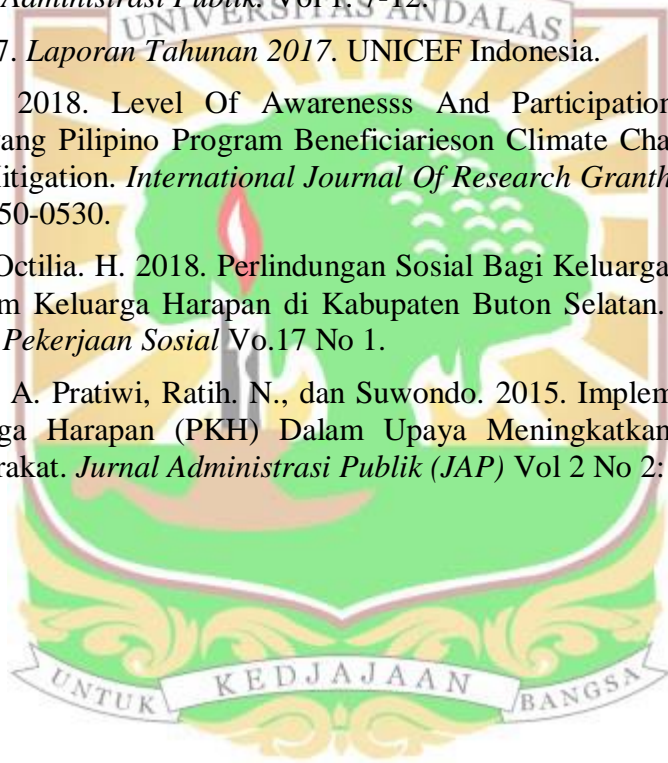 Administrasi Publik. Vol 1: 7-12.
UNIVERSITAS ANDALAS
7. Laporan Tahunan 2017. UNICEF Indonesia.
2018. Level Of Awarenesss And Participation
ang Pilipino Program Beneficiarieson Climate Cha
itigation. International Journal Of Research Granth
50-0530.
Octilia. H. 2018. Perlindungan Sosial Bagi Keluarga
m Keluarga Harapan di Kabupaten Buton Selatan.
Pekerjaan Sosial Vo.17 No 1.
A. Pratiwi, Ratih. N., dan Suwondo. 2015. Implem
ga Harapan (PKH) Dalam Upaya Meningkatkan
rakat. Jurnal Administrasi Publik (JAP) Vol 2 No 2:
UNTUK KEDJAJAAN BANGSA